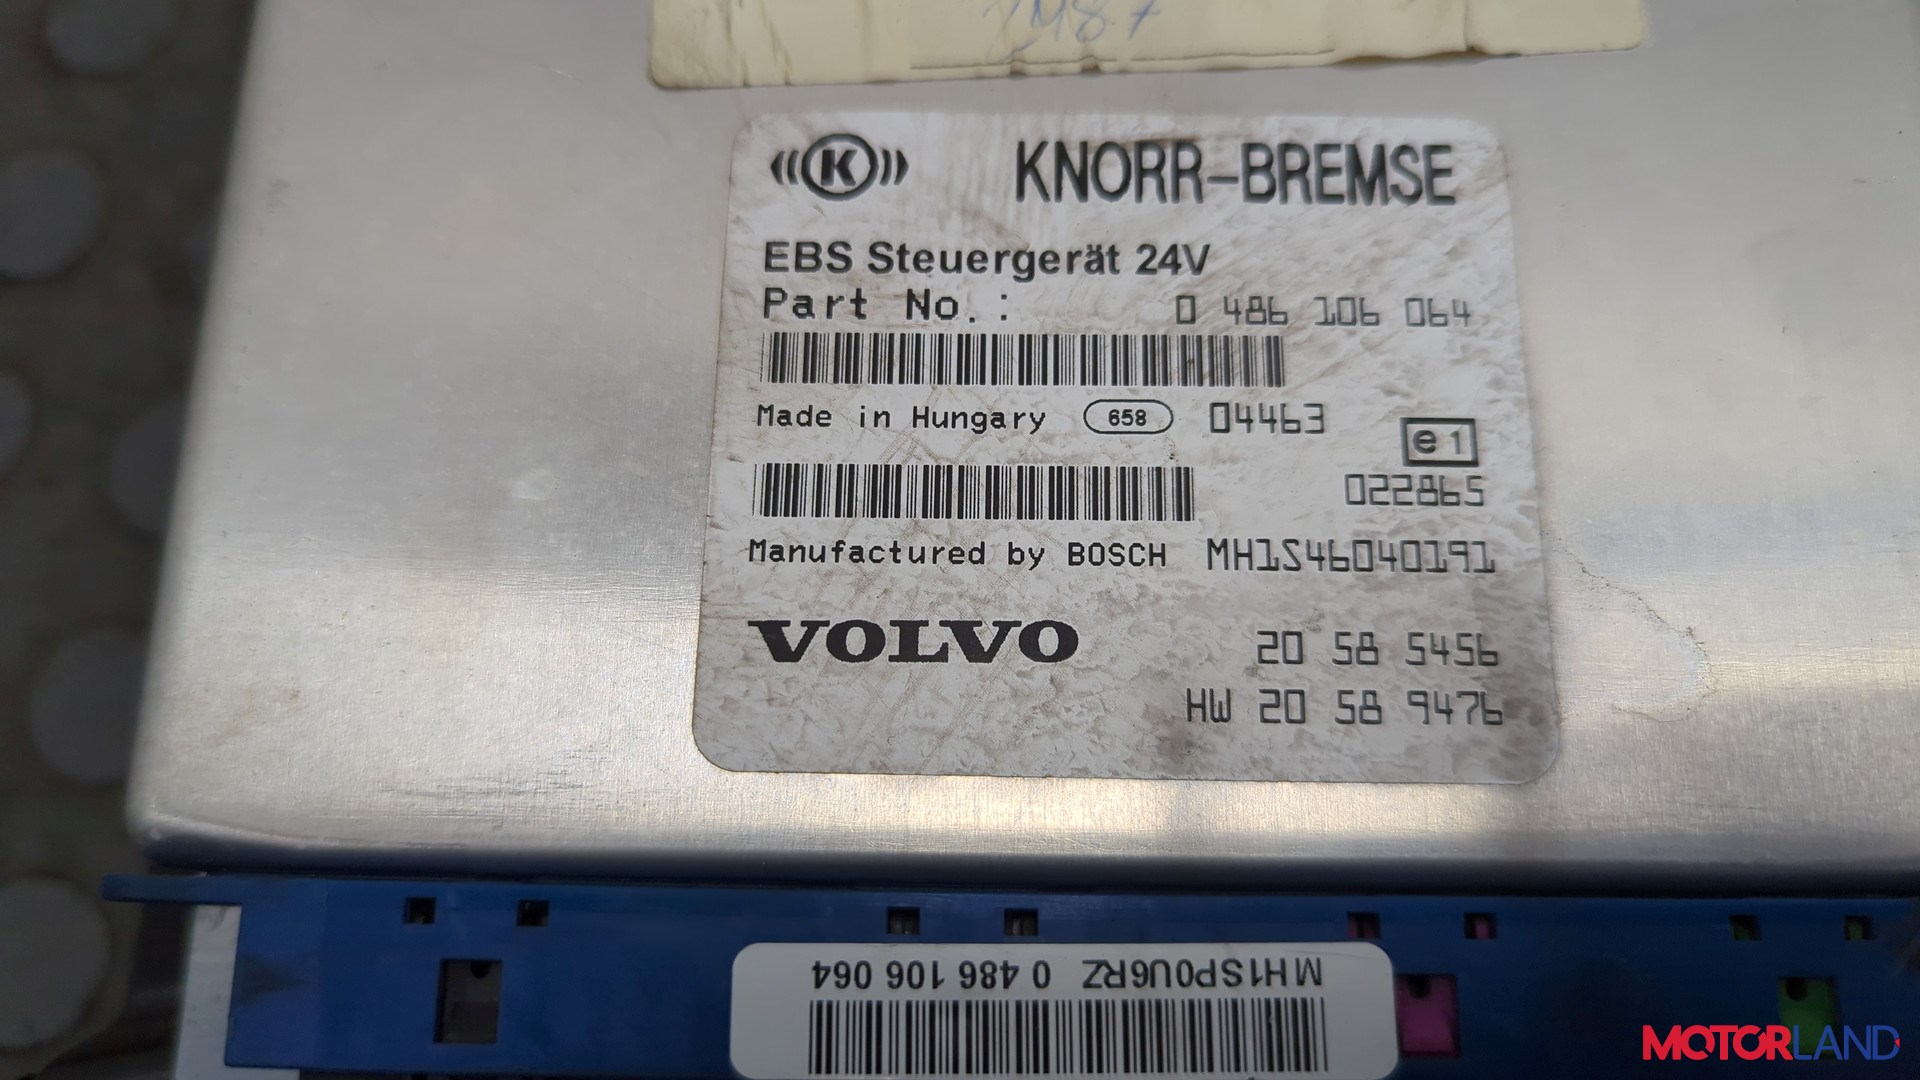 2487
K KNORR-BREMSE
EBS Steuergerät 24V
Part No.: 0 486 106 064
Made in Hungary 658 04463
e1
022865
Manufactured by BOSCH MH1S46040191
VOLVO 20 58 5456
HW 20 58 9476
MH1SP0U6RZ 0 486 106 064
MOTORLAND